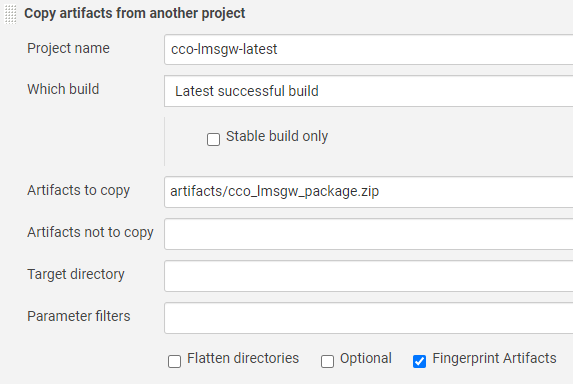 Copy artifacts from another project
Project name cco-lmsgw-latest
Which build Latest successful build
Stable build only
Artifacts to copy artifacts/cco_lmsgw_package.zip
Artifacts not to copy
Target directory
Parameter filters
Flatten directories Optional Fingerprint Artifacts